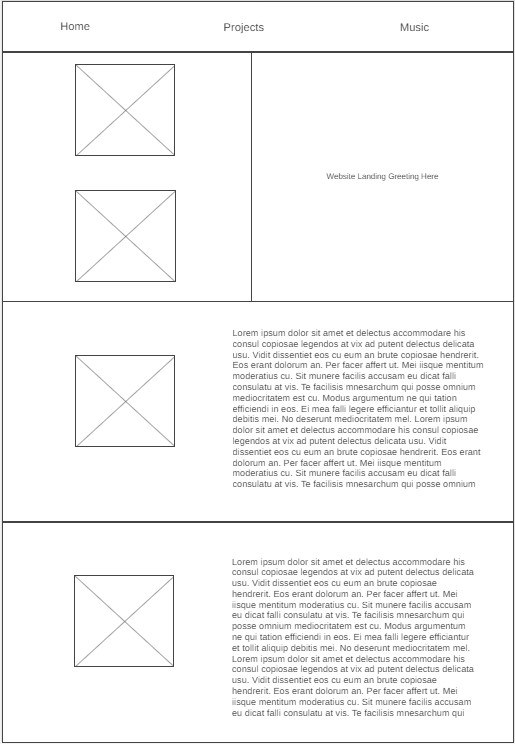 Home
Projects
Music
Website Landing Greeting Here
Lorem ipsum dolor sit amet et delectus accommodare his
consul copiosae legendos at vix ad putent delectus delicata
usu. Vidit dissentiet eos cu eum an brute copiosae hendrerit.
Eos erant dolorum an. Per facer affert ut. Mei iisque mentitum
moderatius cu. Sit munere facilis accusam eu dicat falli
consulatu at vis. Te facilisis mnesarchum qui posse omnium
mediocritatem est cu. Modus argumentum ne qui tation
efficiendi in eos. Ei mea falli legere efficiantur et tollit aliquip
debitis mei. No deserunt mediocritatem mel. Lorem ipsum
dolor sit amet et delectus accommodare his consul copiosae
legendos at vix ad putent delectus delicata usu. Vidit
dissentiet eos cu eum an brute copiosae hendrerit. Eos erant
dolorum an. Per facer affert ut. Mei iisque mentitum
moderatius cu. Sit munere facilis accusam eu dicat falli
consulatu at vis. Te facilisis mnesarchum qui posse omnium
Lorem ipsum dolor sit amet et delectus accommodare his
consul copiosae legendos at vix ad putent delectus delicata
usu. Vidit dissentiet eos cu eum an brute copiosae
hendrerit. Eos erant dolorum an. Per facer affert ut. Mei
iisque mentitum moderatius cu. Sit munere facilis accusam
eu dicat falli consulatu at vis. Te facilisis mnesarchum qui
posse omnium mediocritatem est cu. Modus argumentum
ne qui tation efficiendi in eos. Ei mea falli legere efficiantur
et tollit aliquip debitis mei. No deserunt mediocritatem mel.
Lorem ipsum dolor sit amet et delectus accommodare his
consul copiosae legendos at vix ad putent delectus delicata
usu. Vidit dissentiet eos cu eum an brute copiosae
hendrerit. Eos erant dolorum an. Per facer affert ut. Mei
iisque mentitum moderatius cu. Sit munere facilis accusam
eu dicat falli consulatu at vis. Te facilisis mnesarchum qui